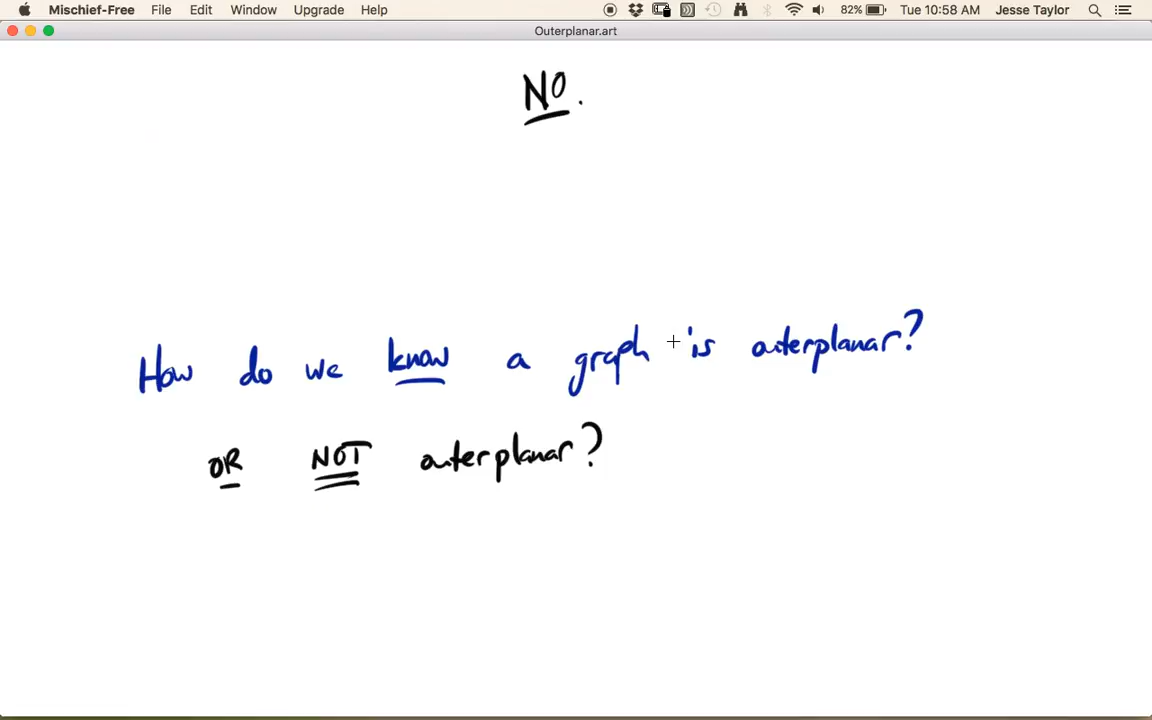 Mischief-Free File Edit Window Upgrade Help 82% Tue 10:58 AM Jesse Taylor
Outerplanar.art
NO.
How do we know a graph is outerplanar?
OR NOT outerplanar?